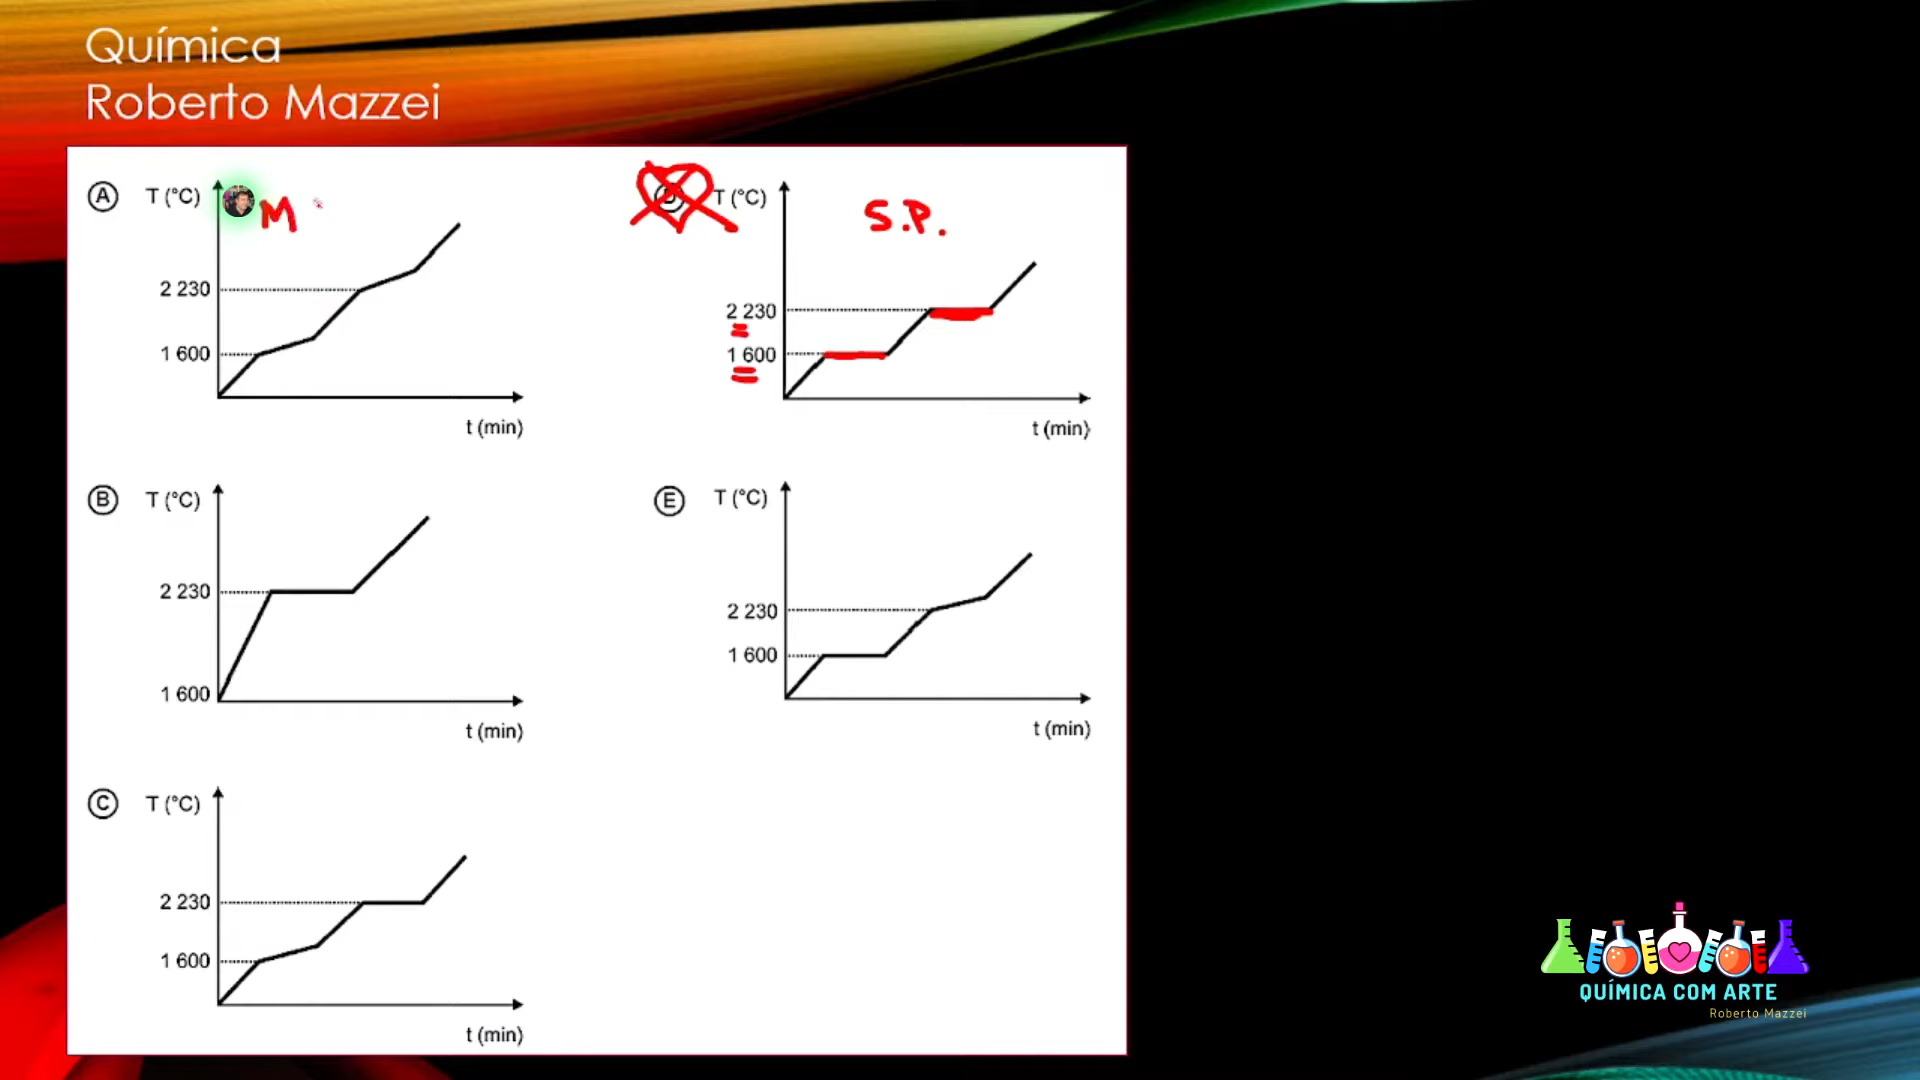 Química
Roberto Mazzei
A T (°C) M
2 230
1 600
t (min)
T (°C) S.P.
2 230
1 600
t (min)
B T (°C)
2 230
1 600
t (min)
E T (°C)
2 230
1 600
t (min)
C T (°C)
2 230
1 600
t (min)
QUÍMICA COM ARTE
Roberto Mazzei